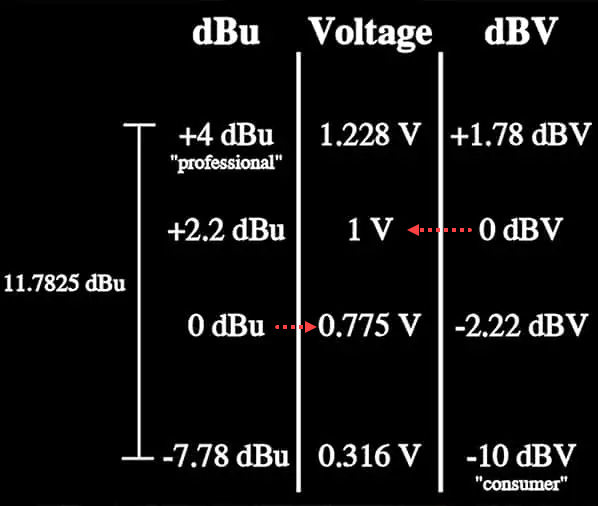 dBu Voltage dBV
+4 dBu 1.228 V +1.78 dBV
"professional"
+2.2 dBu 1 V 0 dBV
11.7825 dBu
0 dBu 0.775 V -2.22 dBV
-7.78 dBu 0.316 V -10 dBV
"consumer"